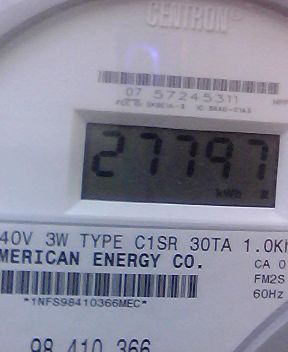 CENTRON®
07 57245311
27797
kWh
40V 3W TYPE C1SR 30TA 1.0Kh
MERICAN ENERGY CO.
CA 0
FM2S
*1NFS98410366MEC*
60Hz
98 410 366